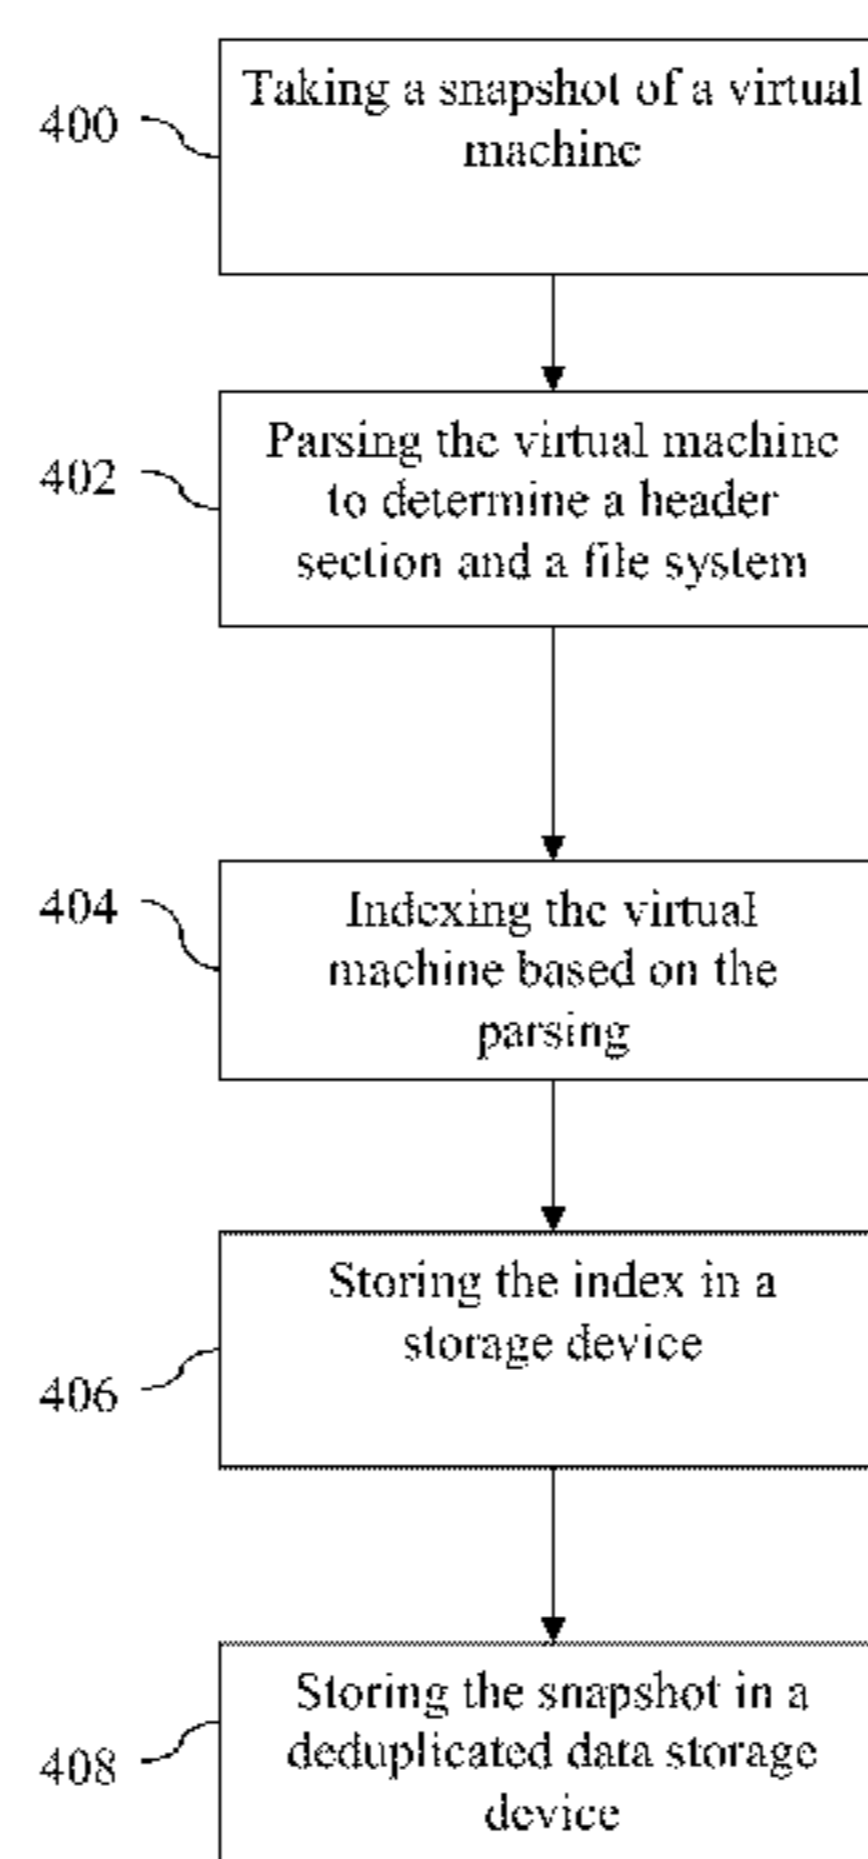 400
Taking a snapshot of a virtual
machine
402
Parsing the virtual machine
to determine a header
section and a file system
404
Indexing the virtual
machine based on the
parsing
Storing the index in a
storage device
406
Storing the snapshot in a
deduplicated data storage
device
408